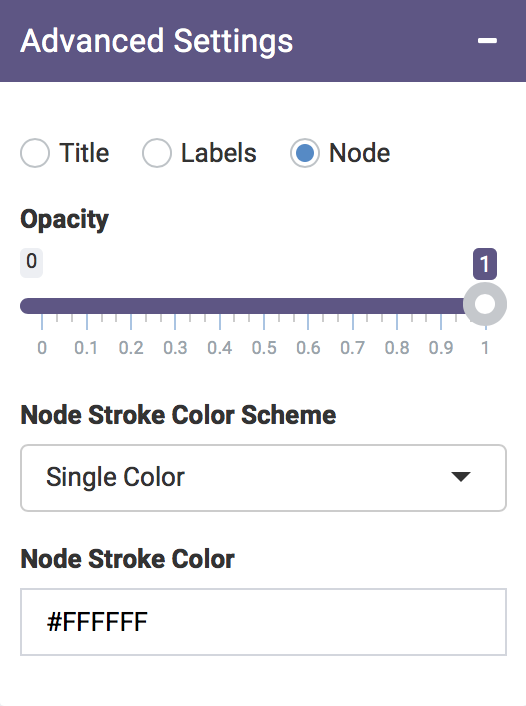 Advanced Settings
Title Labels Node
Opacity
0 1
0 0.1 0.2 0.3 0.4 0.5 0.6 0.7 0.8 0.9 1
Node Stroke Color Scheme
Single Color
Node Stroke Color
#FFFFFF